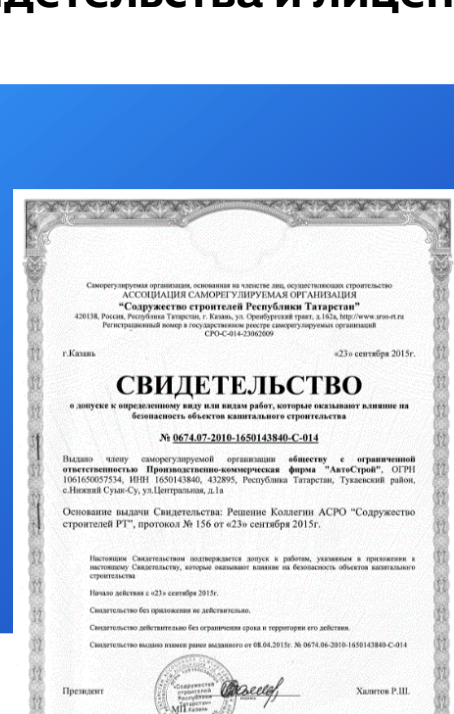 детельства и лицен
Саморегулируемая организация, основанная на членстве лиц, осуществляющих строительство
АССОЦИАЦИЯ САМОРЕГУЛИРУЕМАЯ ОРГАНИЗАЦИЯ
"Содружество строителей Республики Татарстан"
420138, Россия, Республика Татарстан, г. Казань, ул. Оренбургский тракт, д.162а, http://www.sros-rt.ru
Регистрационный номер в государственном реестре саморегулируемых организаций
СРО-С-014-23062009
г.Казань «23» сентября 2015г.
СВИДЕТЕЛЬСТВО
о допуске к определенному виду или видам работ, которые оказывают влияние на
безопасность объектов капитального строительства
№ 0674.07-2010-1650143840-С-014
Выдано члену саморегулируемой организации обществу с ограниченной
ответственностью Производственно-коммерческая фирма "АвтоСтрой", ОГРН
1061650057534, ИНН 1650143840, 432895, Республика Татарстан, Тукаевский район,
с.Нижний Суык-Су, ул.Центральная, д.1а
Основание выдачи Свидетельства: Решение Коллегии АСРО "Содружество
строителей РТ", протокол № 156 от «23» сентября 2015г.
Настоящим Свидетельством подтверждается допуск к работам, указанным в приложении к
настоящему Свидетельству, которые оказывают влияние на безопасность объектов капитального
строительства
Начало действия с «23» сентября 2015г.
Свидетельство без приложения не действительно.
Свидетельство действительно без ограничения срока и территории его действия.
Свидетельство выдано взамен ранее выданного от 08.04.2015г. № 0674.06-2010-1650143840-С-014
Президент Халитов Р.Ш.
"Содружество
строителей
Республики
Татарстан"
МП Казань